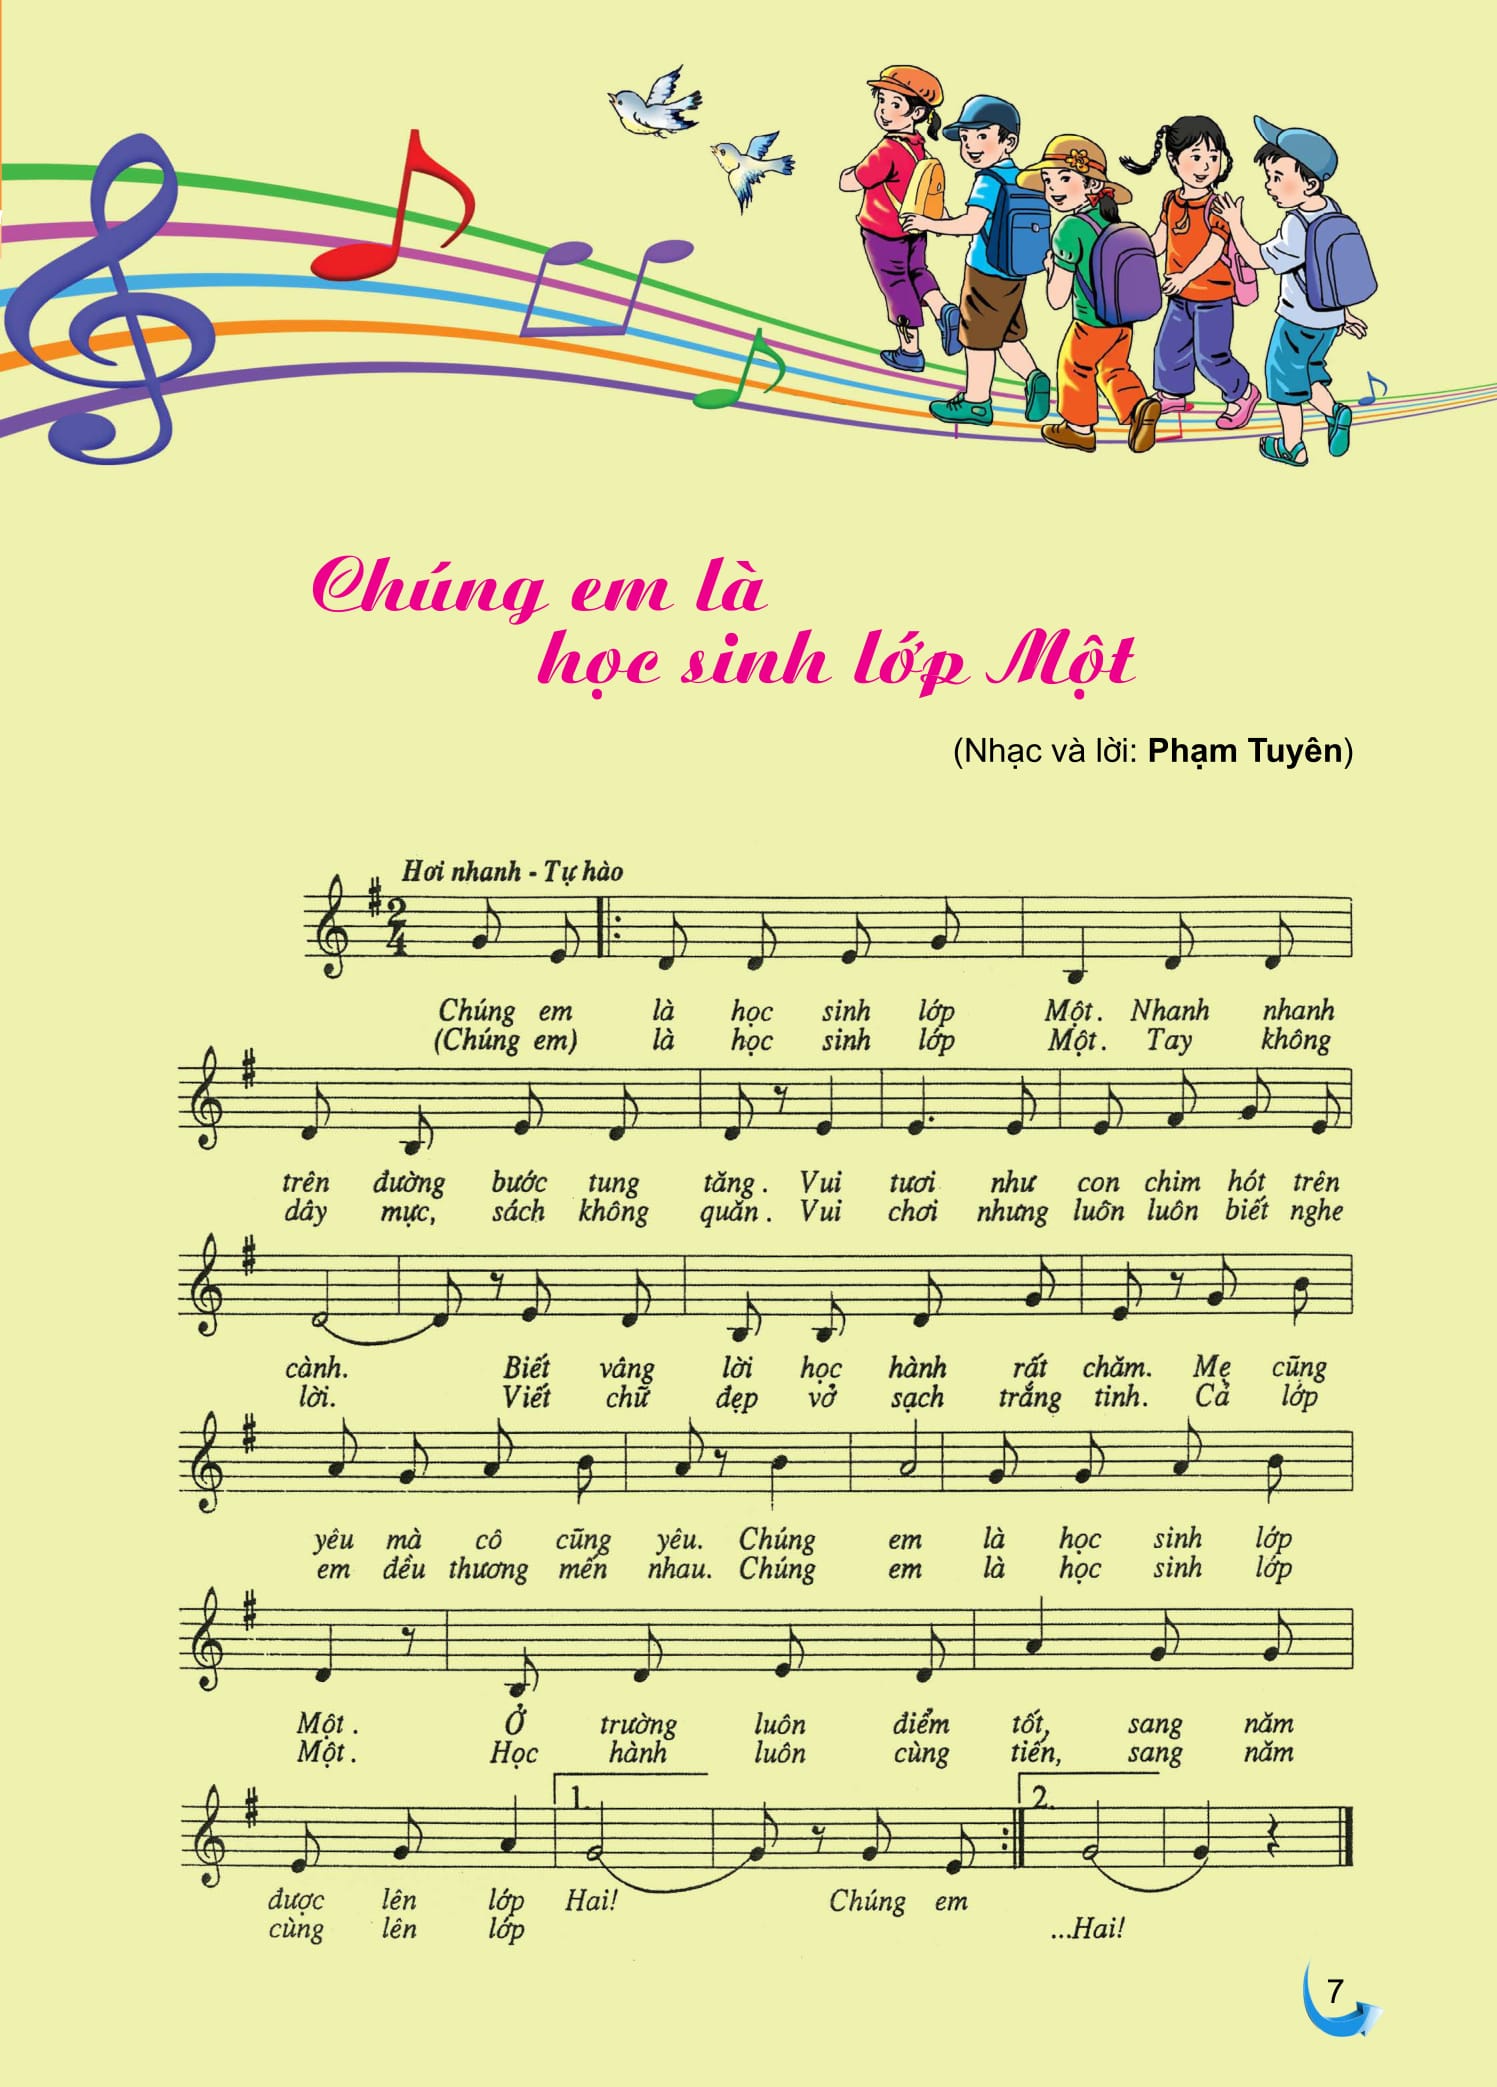 Chúng em là
học sinh lớp Một
(Nhạc và lời: Phạm Tuyên)
Hơi nhanh - Tự hào
2
4
Chúng em là học sinh lớp Một. Nhanh nhanh
(Chúng em) là học sinh lớp Một. Tay không
trên đường bước tung tăng. Vui tươi như con chim hót trên
dây mực, sách không quăn. Vui chơi nhưng luôn luôn biết nghe
cành. Biết vâng lời học hành rất chăm. Mẹ cũng
lời. Viết chữ đẹp vở sạch trắng tinh. Cả lớp
yêu mà cô cũng yêu. Chúng em là học sinh lớp
em đều thương mến nhau. Chúng em là học sinh lớp
Một. Ở trường luôn điểm tốt, sang năm
Một. Học hành luôn cùng tiến, sang năm
1. 2.
được lên lớp Hai! Chúng em
cùng lên lớp ...Hai!
7